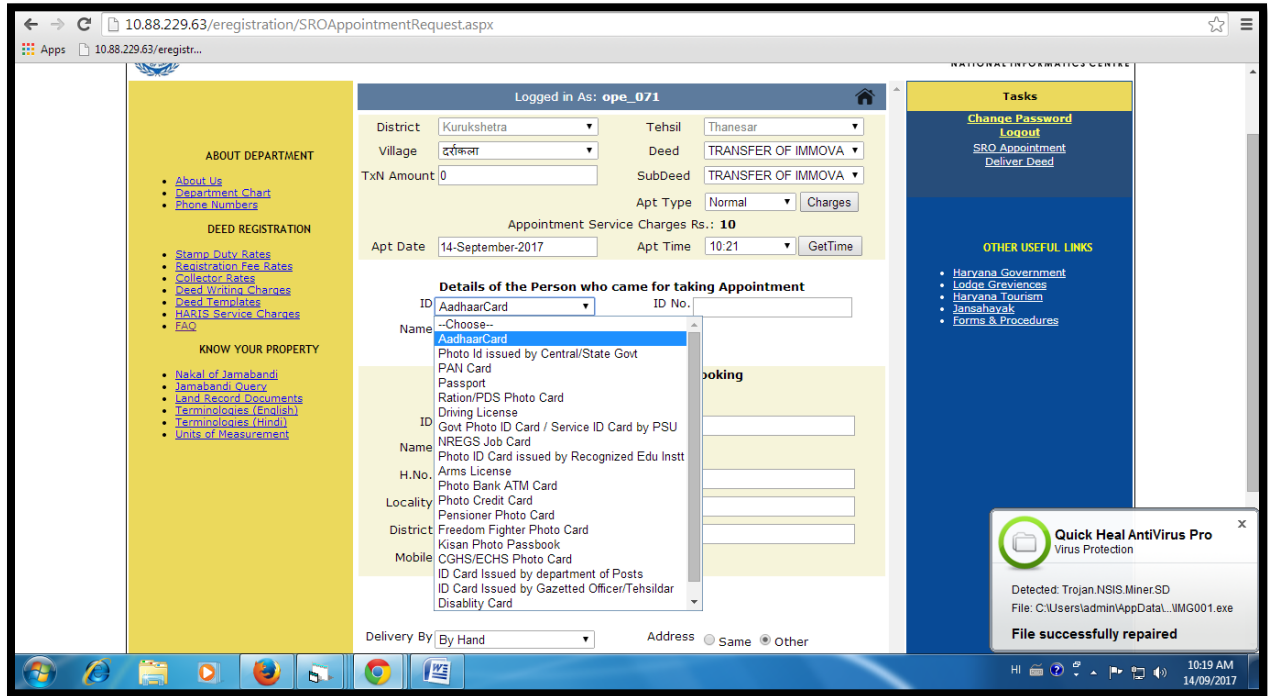 10.88.229.63/eregistration/SROAppointmentRequest.aspx
Apps 10.88.229.63/eregistr...
NATIONAL INFORMATICS CENTRE
ABOUT DEPARTMENT
About Us
Department Chart
Phone Numbers
DEED REGISTRATION
Stamp Duty Rates
Registration Fee Rates
Collector Rates
Deed Writing Charges
Deed Templates
HARIS Service Charges
FAQ
KNOW YOUR PROPERTY
Nakal of Jamabandi
Jamabandi Query
Land Record Documents
Terminologies (English)
Terminologies (Hindi)
Units of Measurement
Logged in As: ope_071
District Kurukshetra Tehsil Thanesar
Village दर्राकला Deed TRANSFER OF IMMOVA
TxN Amount 0 SubDeed TRANSFER OF IMMOVA
Apt Type Normal Charges
Appointment Service Charges Rs.: 10
Apt Date 14-September-2017 Apt Time 10:21 GetTime
Details of the Person who came for taking Appointment
ID AadhaarCard ID No.
Name
--Choose--
AadhaarCard
Photo Id issued by Central/State Govt
PAN Card
Passport
Ration/PDS Photo Card
Driving License
Govt Photo ID Card / Service ID Card by PSU
NREGS Job Card
Photo ID Card issued by Recognized Edu Instt
Arms License
Photo Bank ATM Card
Photo Credit Card
Pensioner Photo Card
Freedom Fighter Photo Card
Kisan Photo Passbook
CGHS/ECHS Photo Card
ID Card Issued by department of Posts
ID Card Issued by Gazetted Officer/Tehsildar
Disablity Card
ooking
ID
Name
H.No.
Locality
District
Mobile
Delivery By By Hand Address Same Other
Tasks
Change Password
Logout
SRO Appointment
Deliver Deed
OTHER USEFUL LINKS
Haryana Government
Lodge Greviences
Haryana Tourism
Jansahayak
Forms & Procedures
Quick Heal AntiVirus Pro x
Virus Protection
Detected: Trojan.NSIS.Miner.SD
File: C:\Users\admin\AppData\...\IMG001.exe
File successfully repaired
HI 10:19 AM
14/09/2017